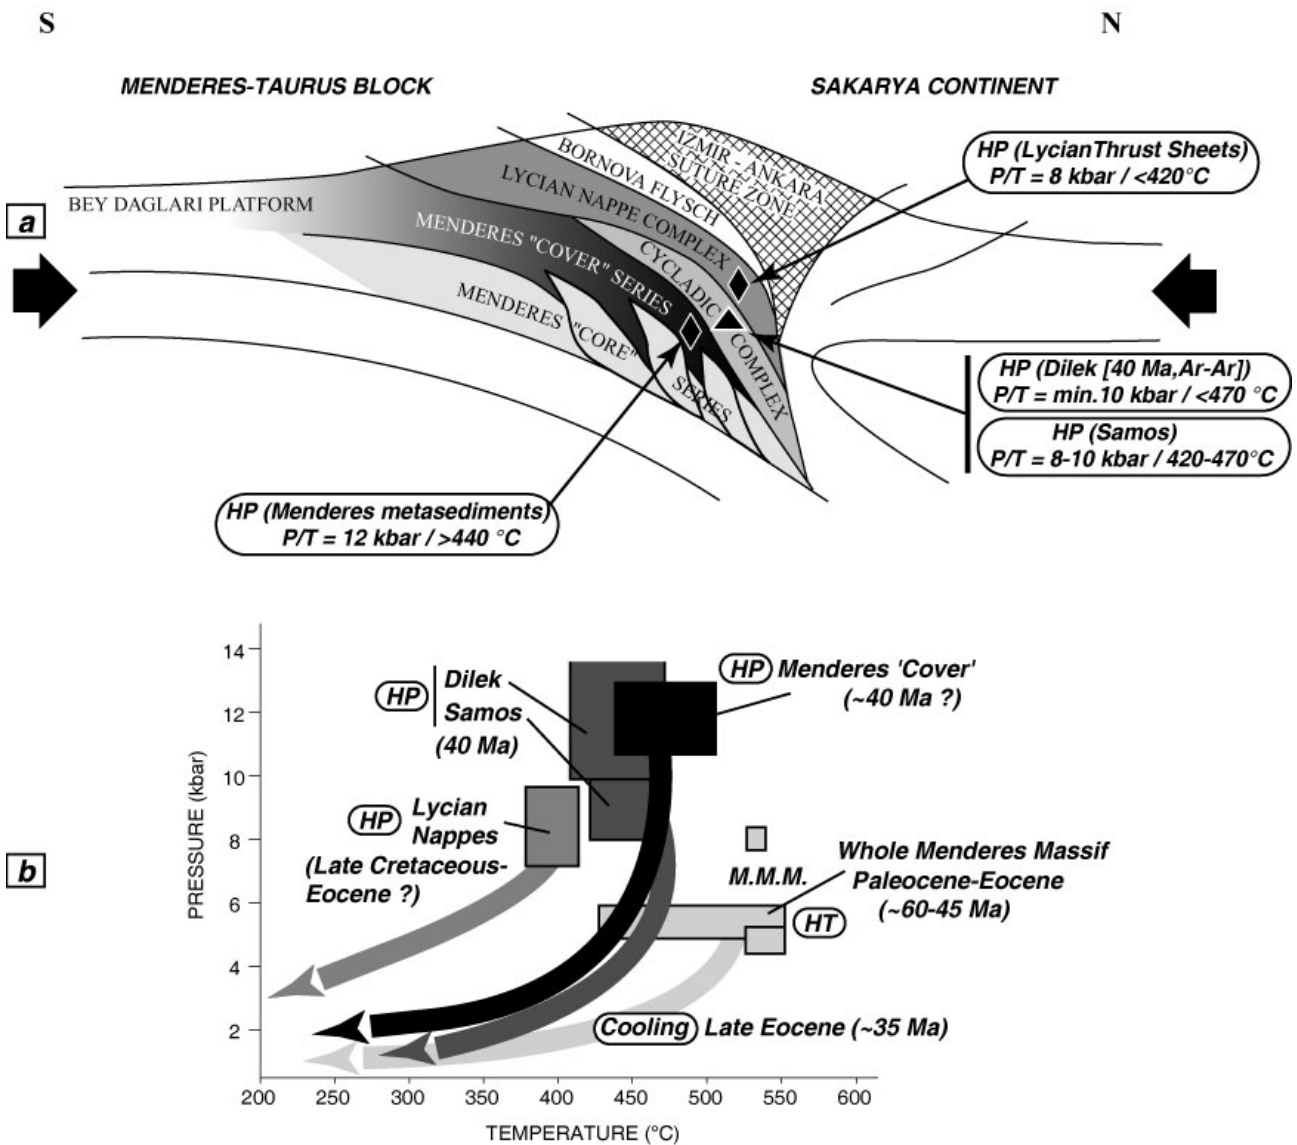 S
N
MENDERES-TAURUS BLOCK
SAKARYA CONTINENT
IZMIR - ANKARA
SUTURE ZONE
BORNOVA FLYSCH
LYCIAN NAPPE COMPLEX
HP (LycianThrust Sheets)
P/T = 8 kbar / <420°C
BEY DAGLARI PLATFORM
a
MENDERES "COVER" SERIES
CYCLADIC COMPLEX
MENDERES "CORE" SERIES
HP (Dilek [40 Ma,Ar-Ar])
P/T = min.10 kbar / <470 °C
HP (Samos)
P/T = 8-10 kbar / 420-470°C
HP (Menderes metasediments)
P/T = 12 kbar / >440 °C
b
PRESSURE (kbar)
14
12
10
8
6
4
2
HP
Dilek
Samos
(40 Ma)
HP Menderes 'Cover'
(~40 Ma ?)
HP Lycian
Nappes
(Late Cretaceous-
Eocene ?)
M.M.M.
Whole Menderes Massif
Paleocene-Eocene
(~60-45 Ma)
HT
Cooling Late Eocene (~35 Ma)
200 250 300 350 400 450 500 550 600
TEMPERATURE (°C)